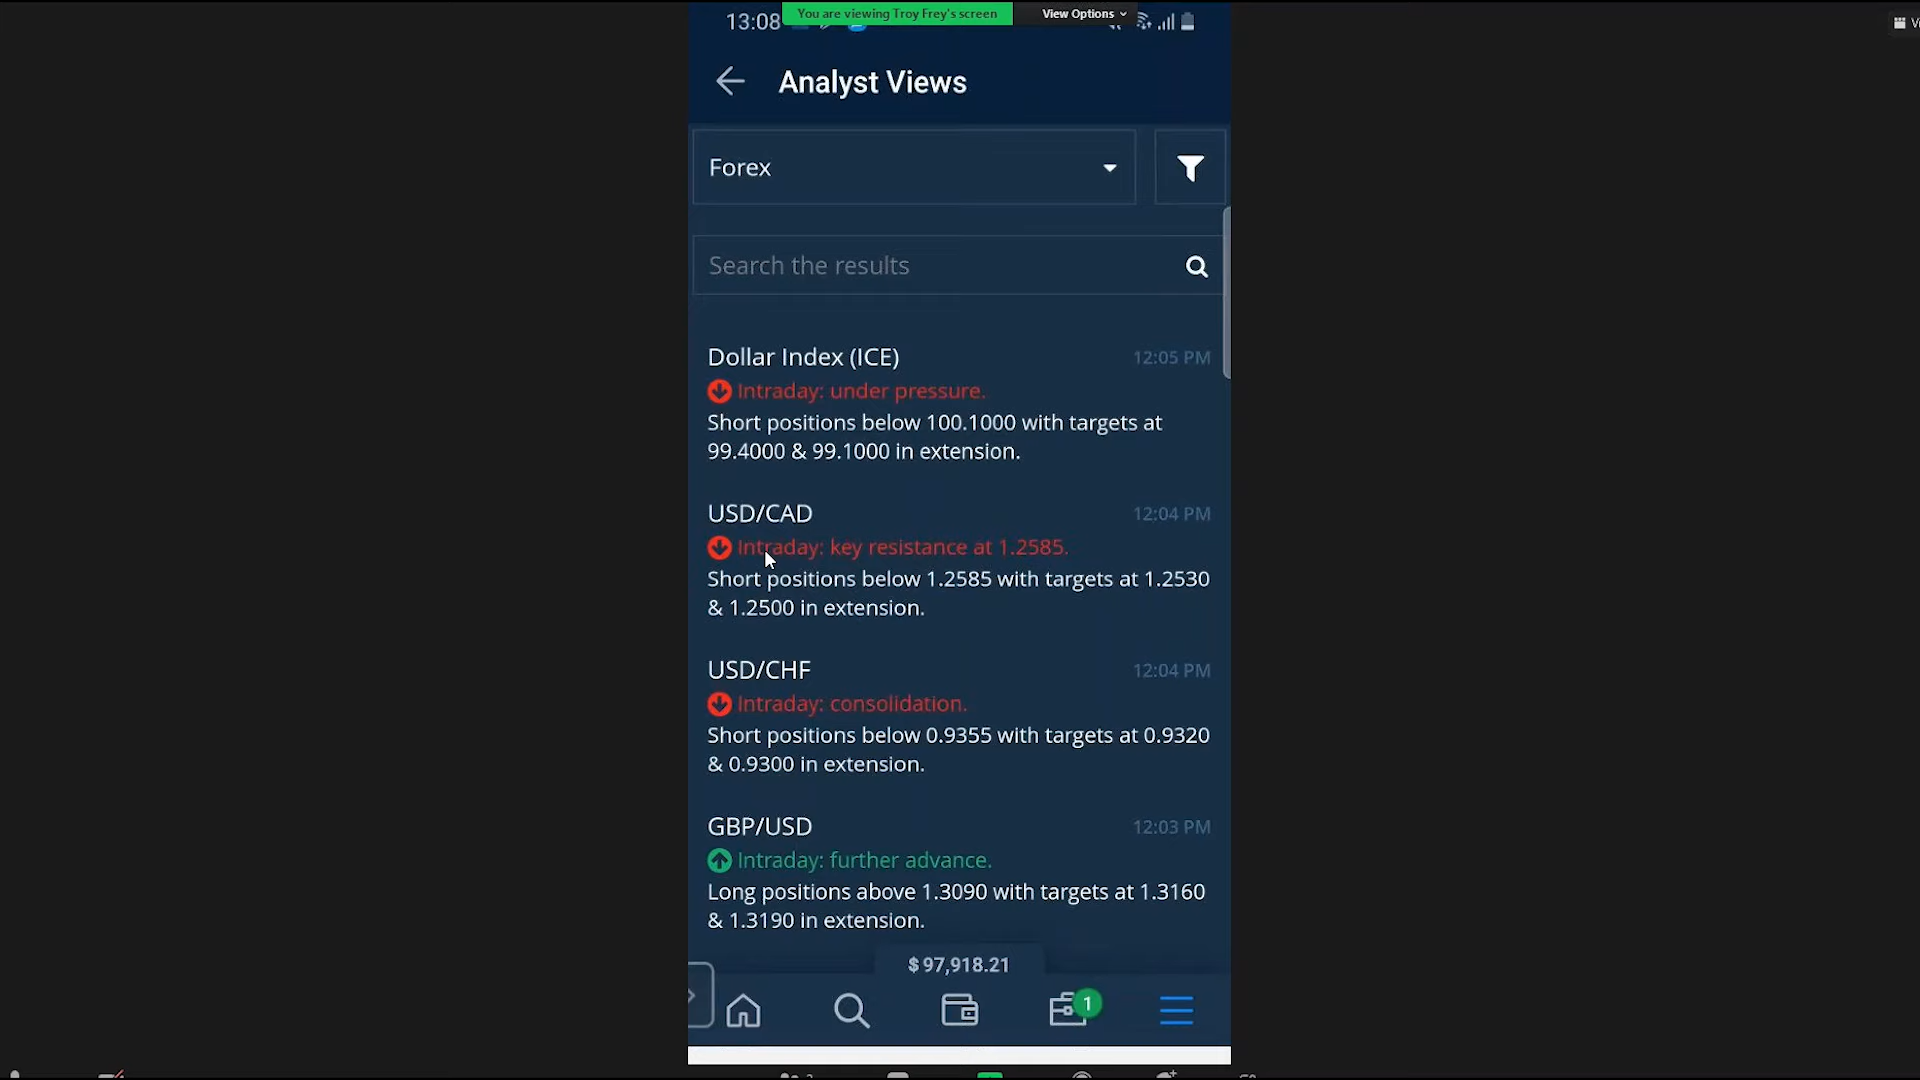 You are viewing Troy Frey's screen
View Options
13:08
Analyst Views
Forex
Search the results
Dollar Index (ICE)
12:05 PM
Intraday: under pressure.
Short positions below 100.1000 with targets at
99.4000 & 99.1000 in extension.
USD/CAD
12:04 PM
Intraday: key resistance at 1.2585.
Short positions below 1.2585 with targets at 1.2530
& 1.2500 in extension.
USD/CHF
12:04 PM
Intraday: consolidation.
Short positions below 0.9355 with targets at 0.9320
& 0.9300 in extension.
GBP/USD
12:03 PM
Intraday: further advance.
Long positions above 1.3090 with targets at 1.3160
& 1.3190 in extension.
$ 97,918.21
1